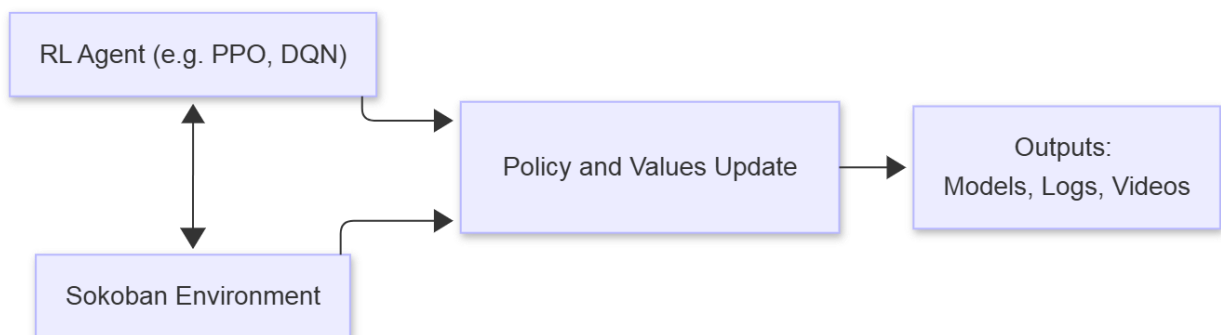 RL Agent (e.g. PPO, DQN)
Sokoban Environment
Policy and Values Update
Outputs:
Models, Logs, Videos